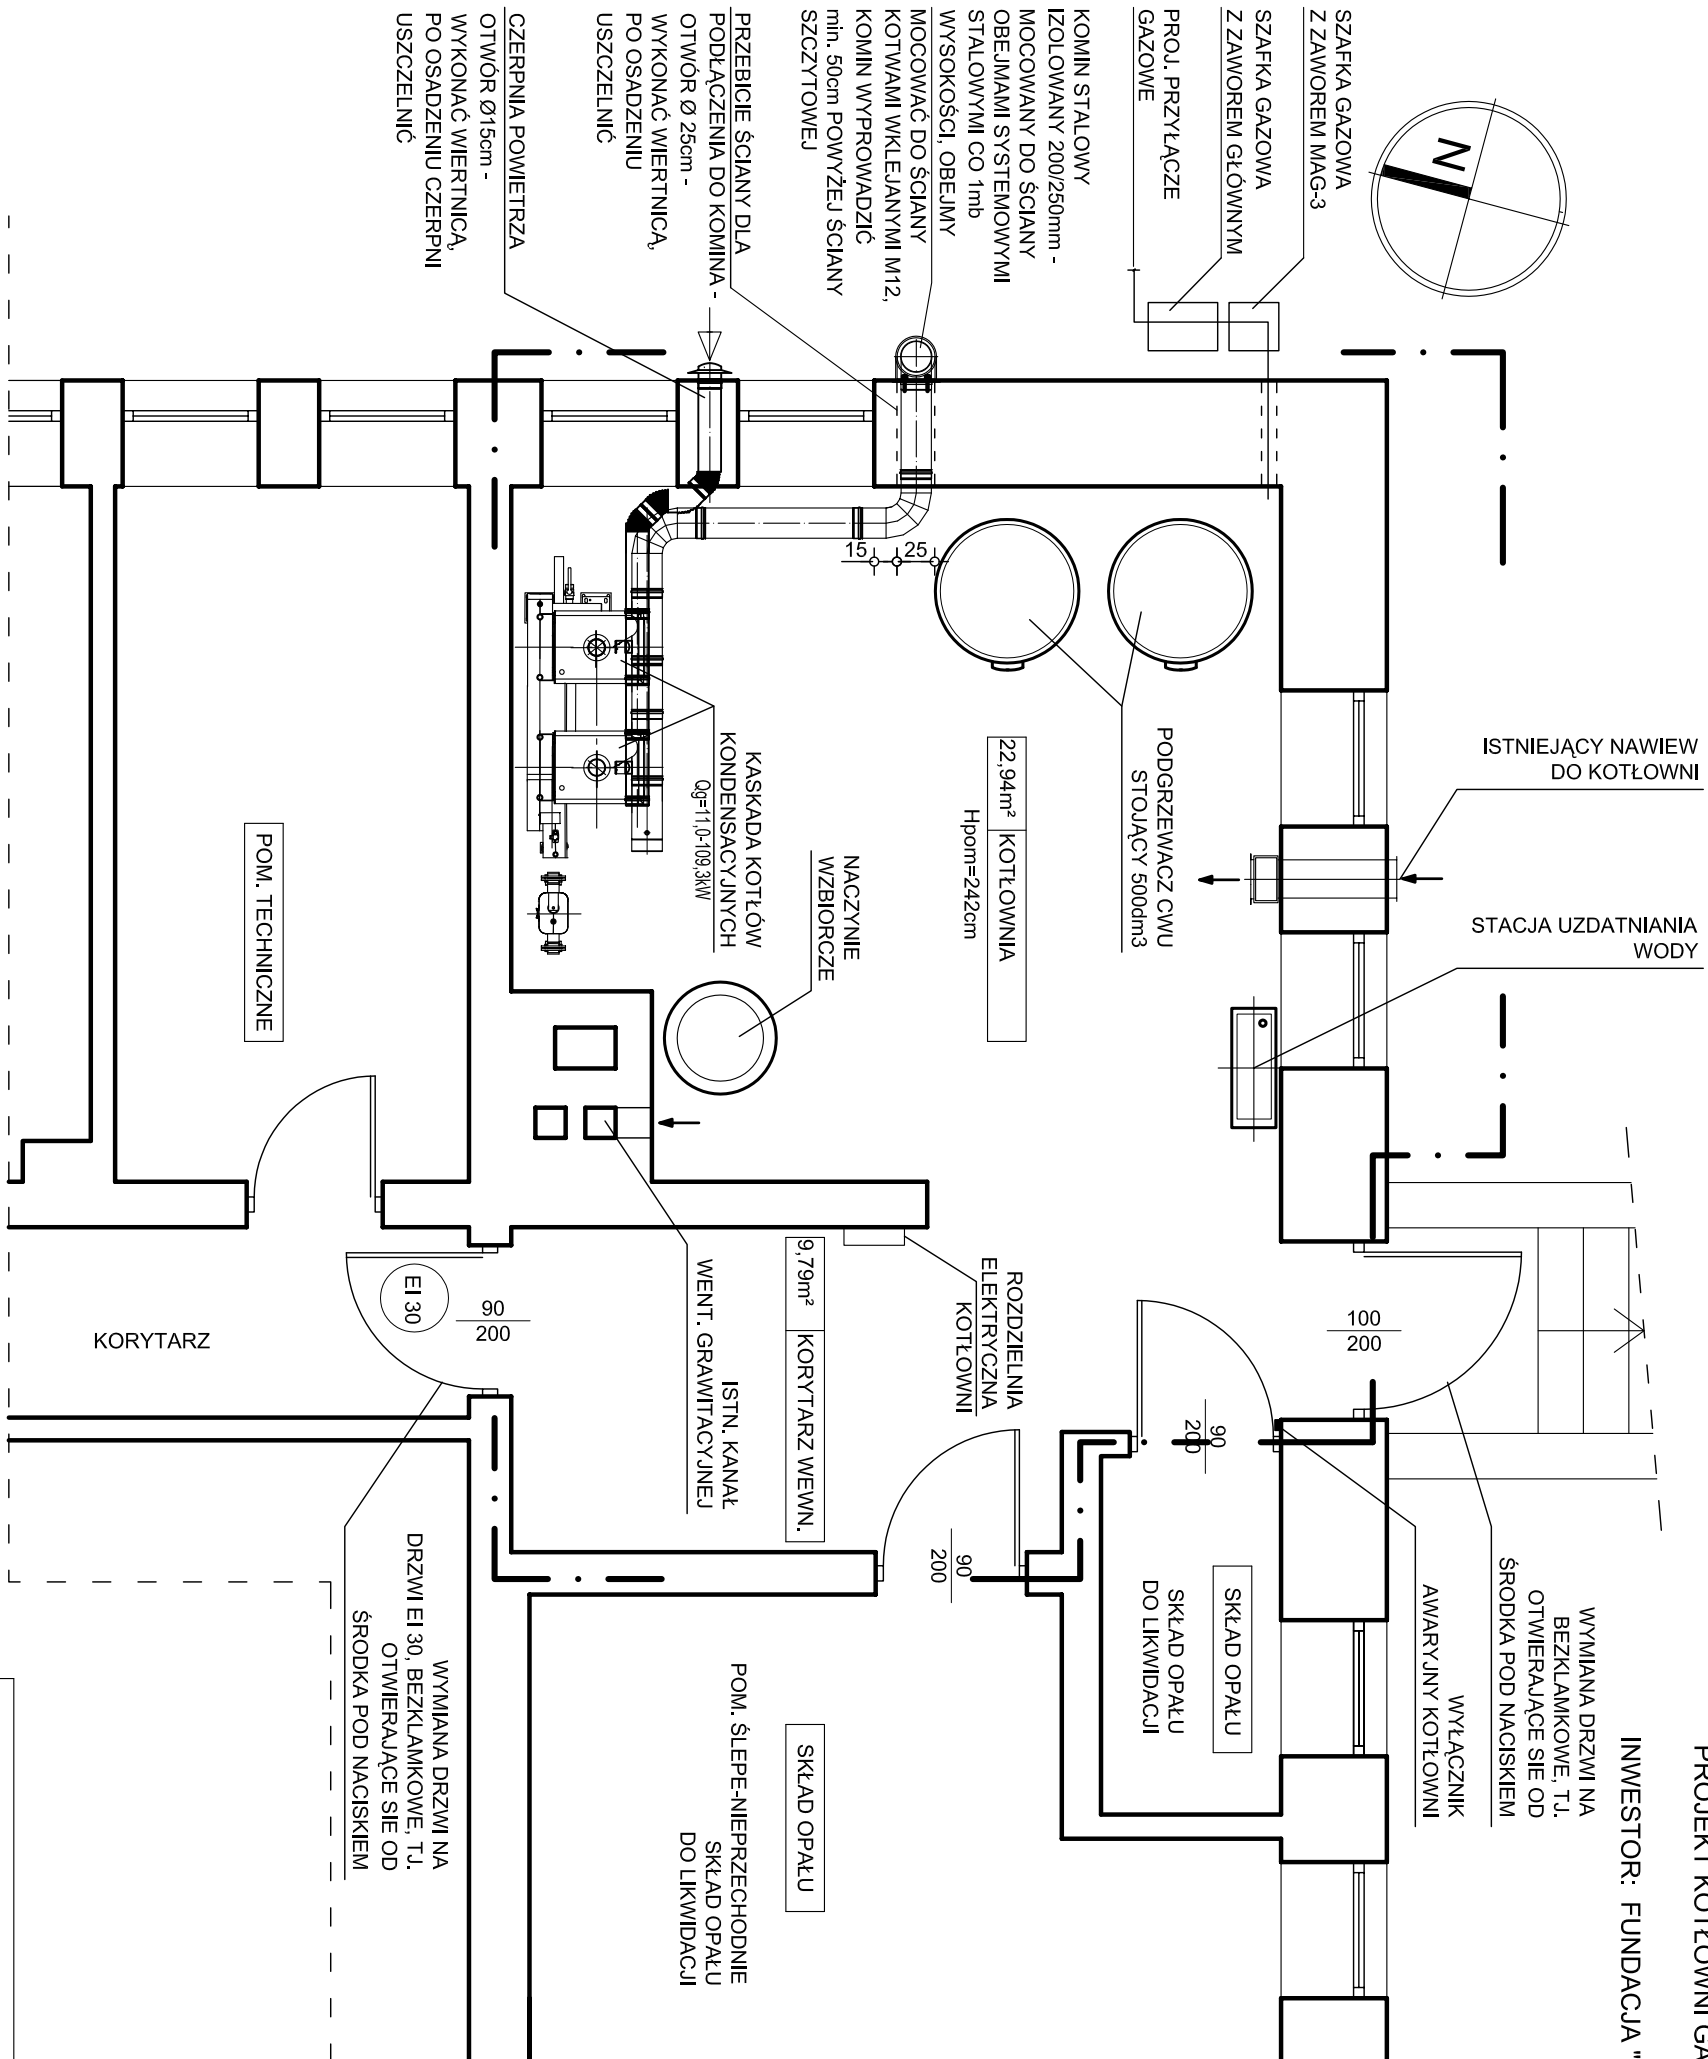 SZAFKA GAZOWA
Z ZAWOREM MAG-3
SZAFKA GAZOWA
Z ZAWOREM GŁÓWNYM
PROJ. PRZYŁĄCZE
GAZOWE
KOMIN STALOWY
IZOLOWANY 200/250mm -
MOCOWANY DO ŚCIANY
OBEJMAMI SYSTEMOWYMI
STALOWYMI CO 1mb
WYSOKOŚCI, OBEJMY
MOCOWAĆ DO ŚCIANY
KOTWAMI WKLEJANYMI M12,
KOMIN WYPROWADZIĆ
min. 50cm POWYŻEJ ŚCIANY
SZCZYTOWEJ
PRZEBICIE ŚCIANY DLA
PODŁĄCZENIA DO KOMINA -
OTWÓR Ø 25cm -
WYKONAĆ WIERTNICĄ,
PO OSADZENIU
USZCZELNIĆ
CZERPNIA POWIETRZA
OTWÓR Ø15cm -
WYKONAĆ WIERTNICĄ,
PO OSADZENIU CZERPNI
USZCZELNIĆ
N
15
25
ISTNIEJĄCY NAWIEW
DO KOTŁOWNI
STACJA UZDATNIANIA
WODY
PODGRZEWACZ CWU
STOJĄCY 500dm3
22,94m² KOTŁOWNIA
Hpom=242cm
NACZYNIE
WZBIORCZE
KASKADA KOTŁÓW
KONDENSACYJNYCH
Qg=11,0-109,3kW
POM. TECHNICZNE
ROZDZIELNIA
ELEKTRYCZNA
KOTŁOWNI
9,79m² KORYTARZ WEWN.
ISTN. KANAŁ
WENT. GRAWITACYJNEJ
EI 30
90
200
KORYTARZ
100
200
90
200
90
200
WYMIANA DRZWI NA
BEZKLAMKOWE, TJ.
OTWIERAJĄCE SIE OD
ŚRODKA POD NACISKIEM
WYŁĄCZNIK
AWARYJNY KOTŁOWNI
SKŁAD OPAŁU
SKŁAD OPAŁU
DO LIKWIDACJI
SKŁAD OPAŁU
POM. ŚLEPE-NIEPRZECHODNIE
SKŁAD OPAŁU
DO LIKWIDACJI
WYMIANA DRZWI NA
DRZWI EI 30, BEZKLAMKOWE, TJ.
OTWIERAJĄCE SIE OD
ŚRODKA POD NACISKIEM
PROJEKT KOTŁOWNI GA
INWESTOR: FUNDACJA "